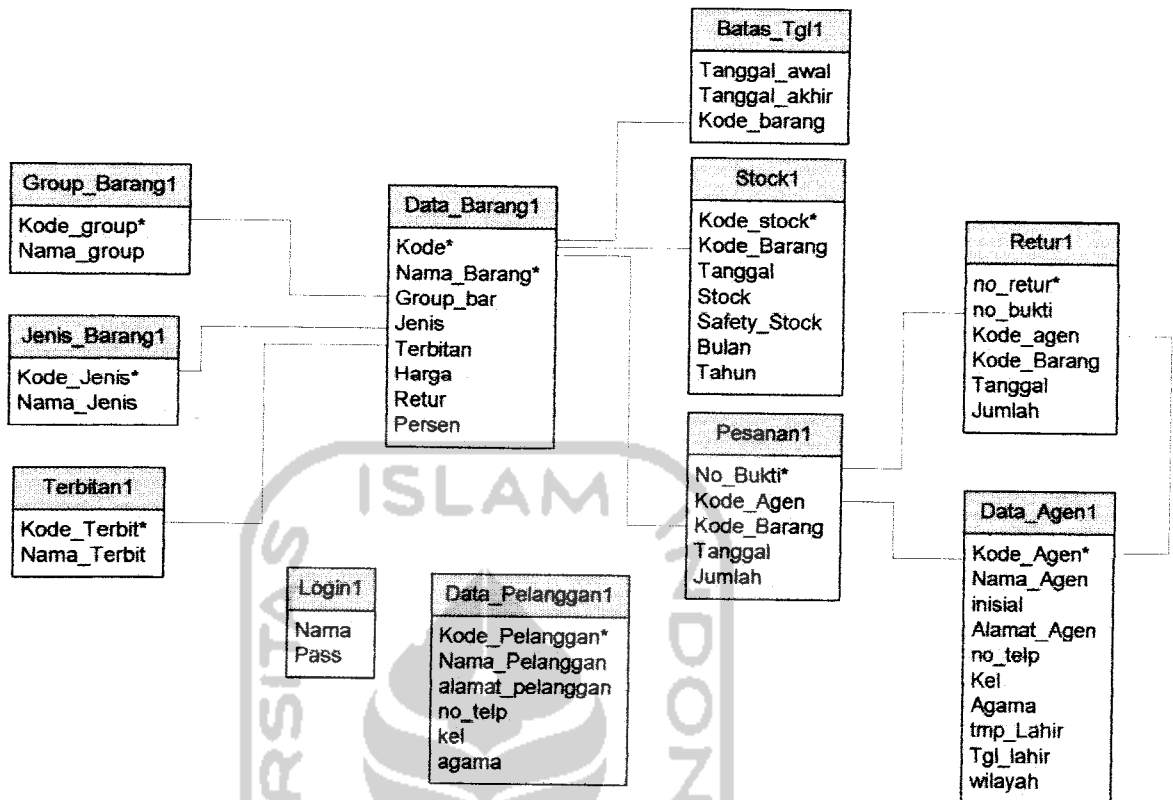 Batas_Tgl1
Tanggal_awal
Tanggal_akhir
Kode_barang
Group_Barang1
Kode_group*
Nama_group
Data_Barang1
Kode*
Nama_Barang*
Group_bar
Jenis
Terbitan
Harga
Retur
Persen
Stock1
Kode_stock*
Kode_Barang
Tanggal
Stock
Safety_Stock
Bulan
Tahun
Retur1
no_retur*
no_bukti
Kode_agen
Kode_Barang
Tanggal
Jumlah
Jenis_Barang1
Kode_Jenis*
Nama_Jenis
Pesanan1
No_Bukti*
Kode_Agen
Kode_Barang
Tanggal
Jumlah
Terbitan1
Kode_Terbit*
Nama_Terbit
Data_Agen1
Kode_Agen*
Nama_Agen
inisial
Alamat_Agen
no_telp
Kel
Agama
tmp_Lahir
Tgl_lahir
wilayah
Login1
Nama
Pass
Data_Pelanggan1
Kode_Pelanggan*
Nama_Pelanggan
alamat_pelanggan
no_telp
kel
agama
ISLAM
RSITAS
INDON